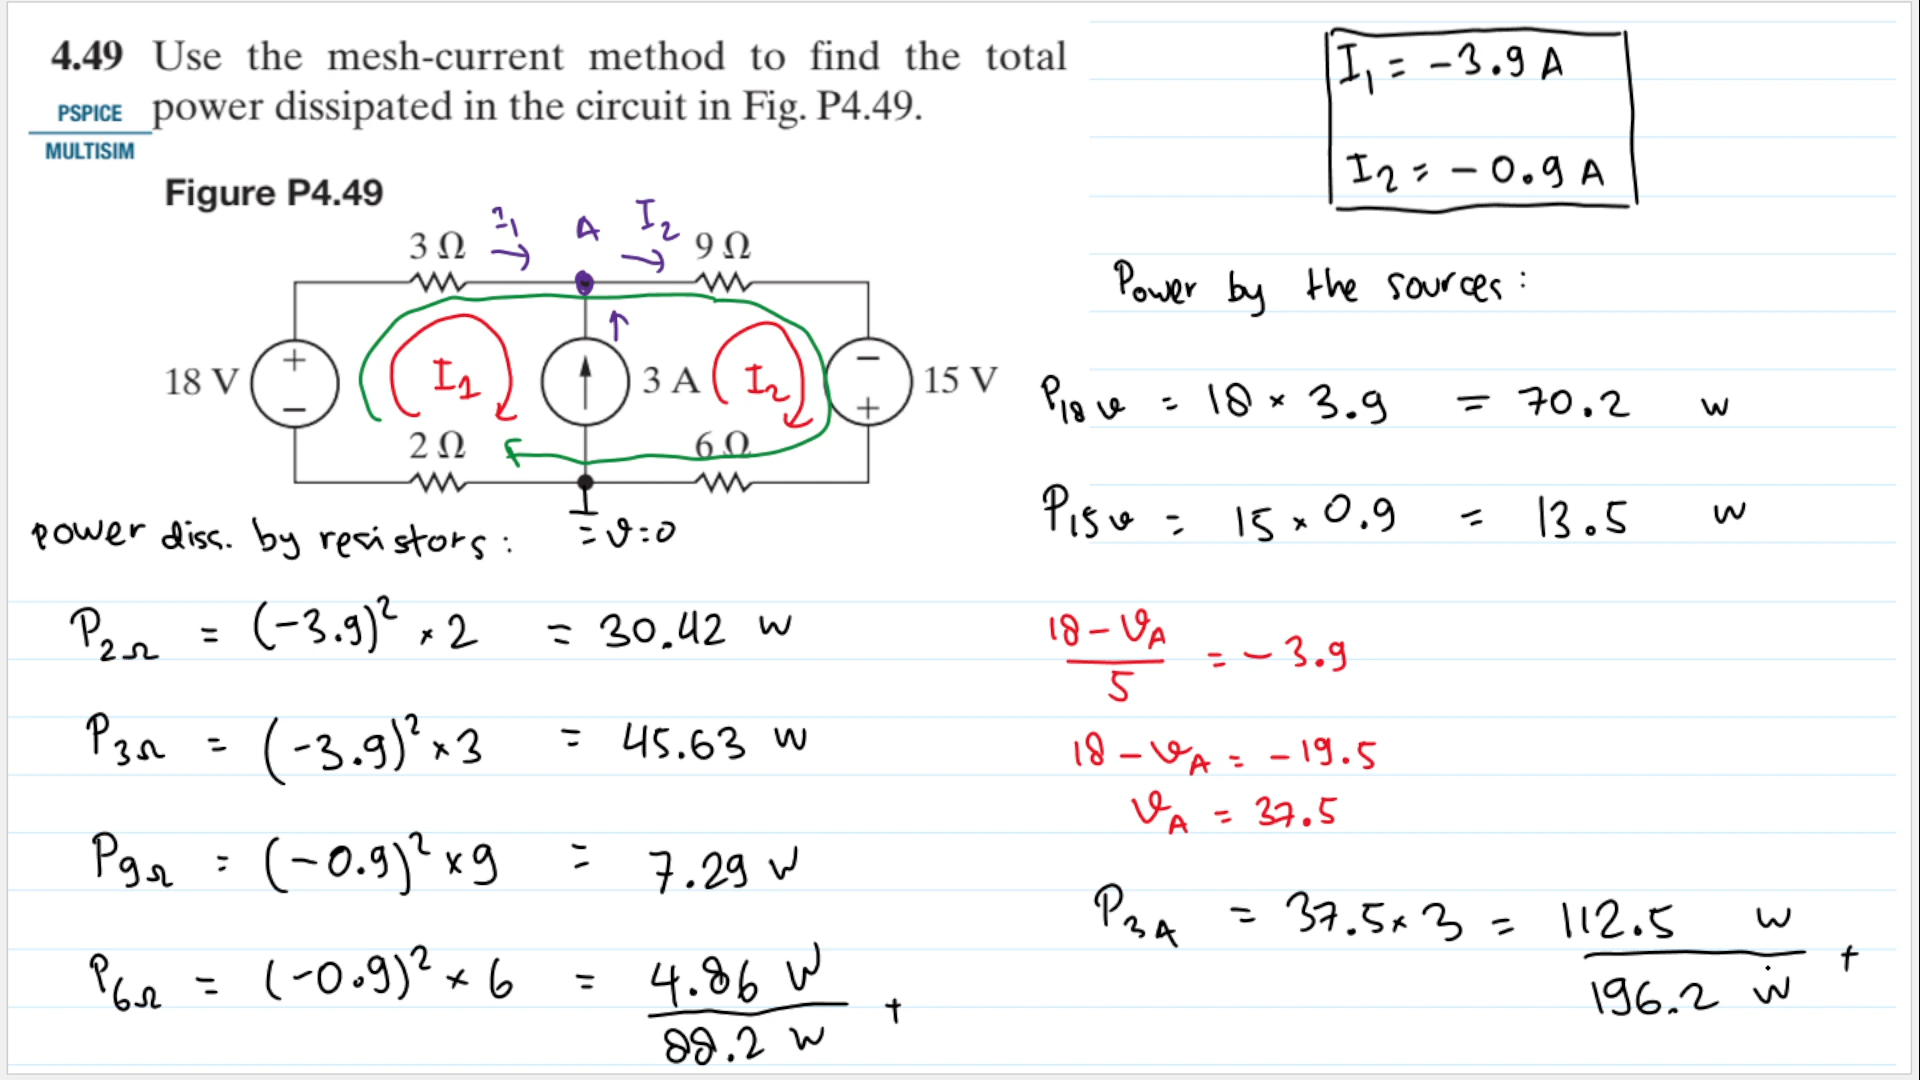 4.49 Use the mesh-current method to find the total
PSPICE power dissipated in the circuit in Fig. P4.49.
MULTISIM
Figure P4.49
I₁ A I₂
3 Ω 9 Ω
18 V + − I₁ 3 A I₂ − + 15 V
2 Ω 6 Ω
= v=0
power diss. by resistors :
P₂Ω = (-3.9)² × 2 = 30.42 W
P₃Ω = (-3.9)² × 3 = 45.63 W
P₉Ω = (-0.9)² × 9 = 7.29 W
P₆Ω = (-0.9)² × 6 = 4.86 W +
88.2 W
I₁ = -3.9 A
I₂ = -0.9 A
Power by the sources :
P₁₈v = 18 × 3.9 = 70.2 W
P₁₅v = 15 × 0.9 = 13.5 W
18 - vA / 5 = -3.9
18 - vA = -19.5
vA = 37.5
P₃A = 37.5 × 3 = 112.5 W +
196.2 W